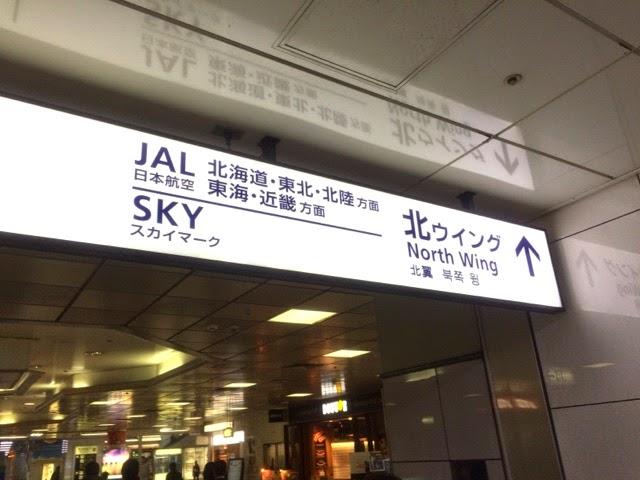 JAL 北海道・東北・北陸方面
日本航空 東海・近畿方面
SKY
スカイマーク
北ウイング
North Wing
北翼 북쪽 윙